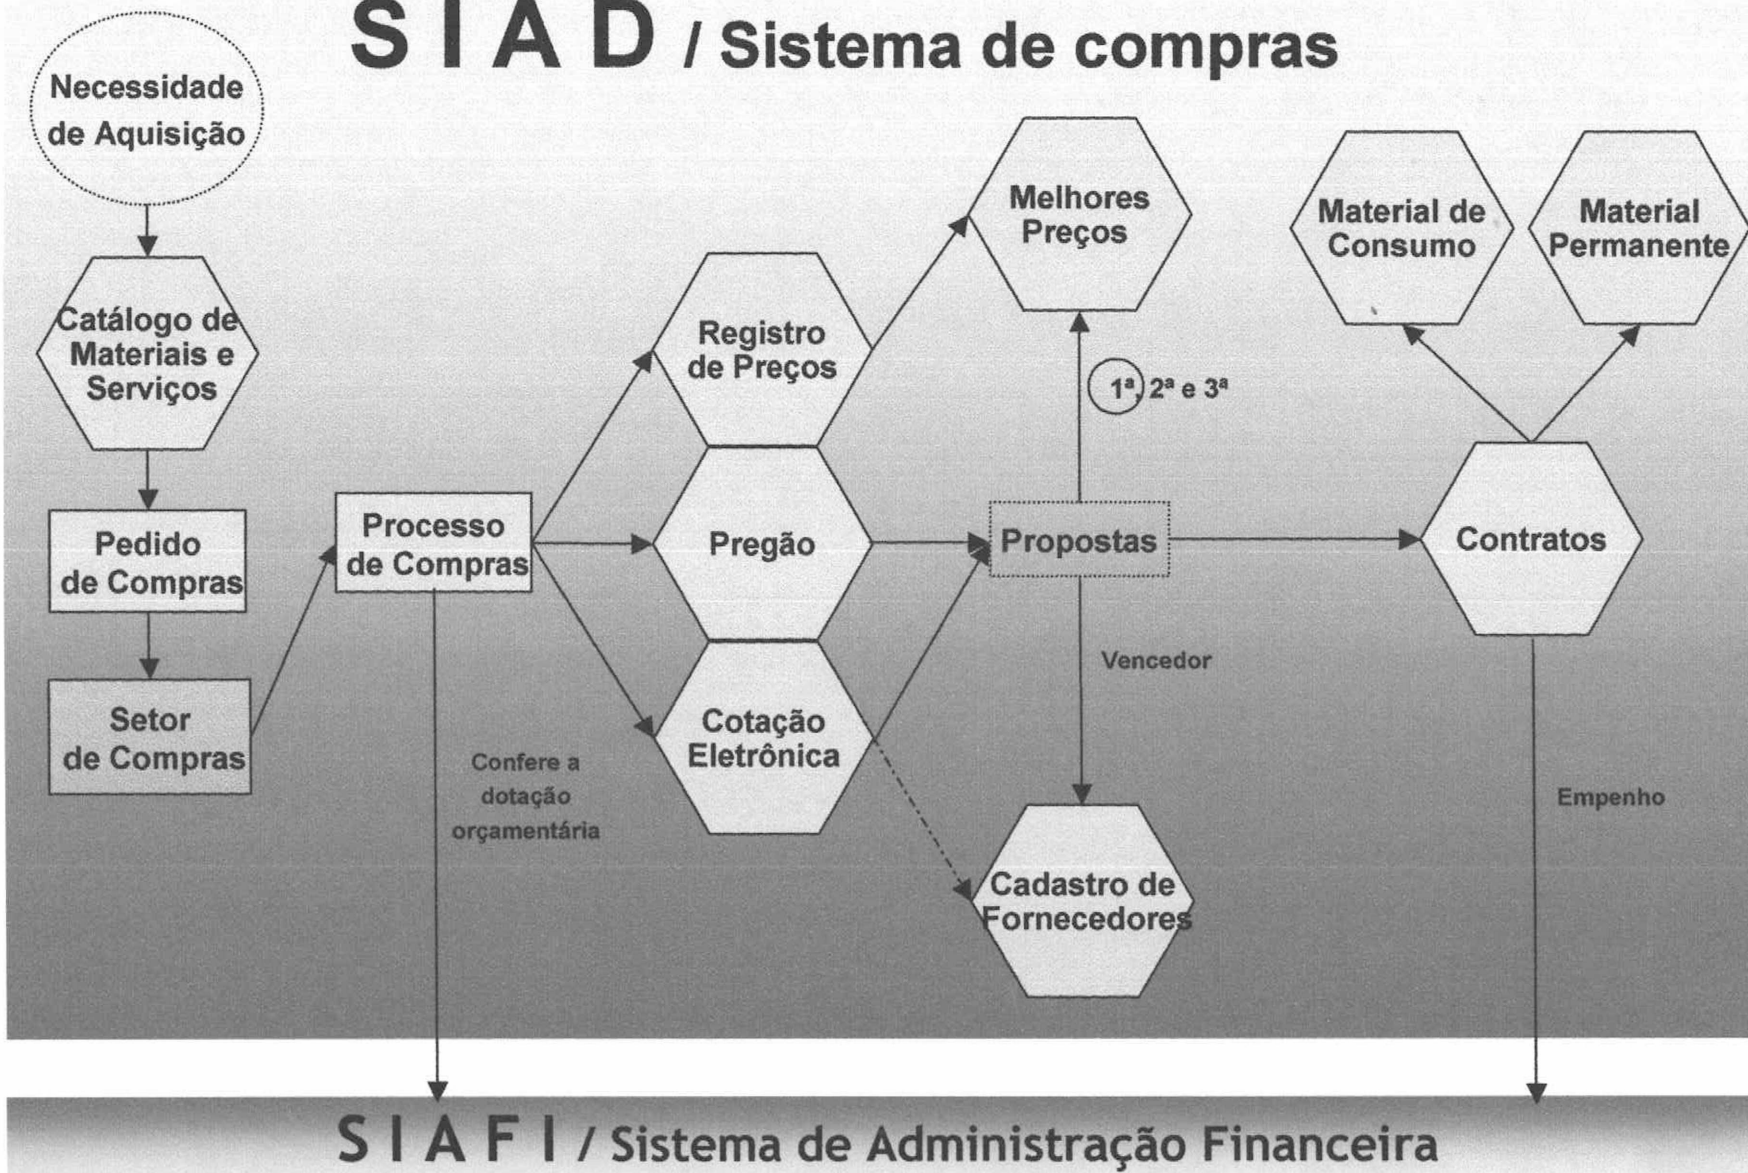 S I A D / Sistema de compras
Necessidade
de Aquisição
Catálogo de
Materiais e
Serviços
Pedido
de Compras
Setor
de Compras
Processo
de Compras
Confere a
dotação
orçamentária
Registro
de Preços
Pregão
Cotação
Eletrônica
Melhores
Preços
1ª, 2ª e 3ª
Propostas
Vencedor
Cadastro de
Fornecedores
Material de
Consumo
Material
Permanente
Contratos
Empenho
S I A F I / Sistema de Administração Financeira